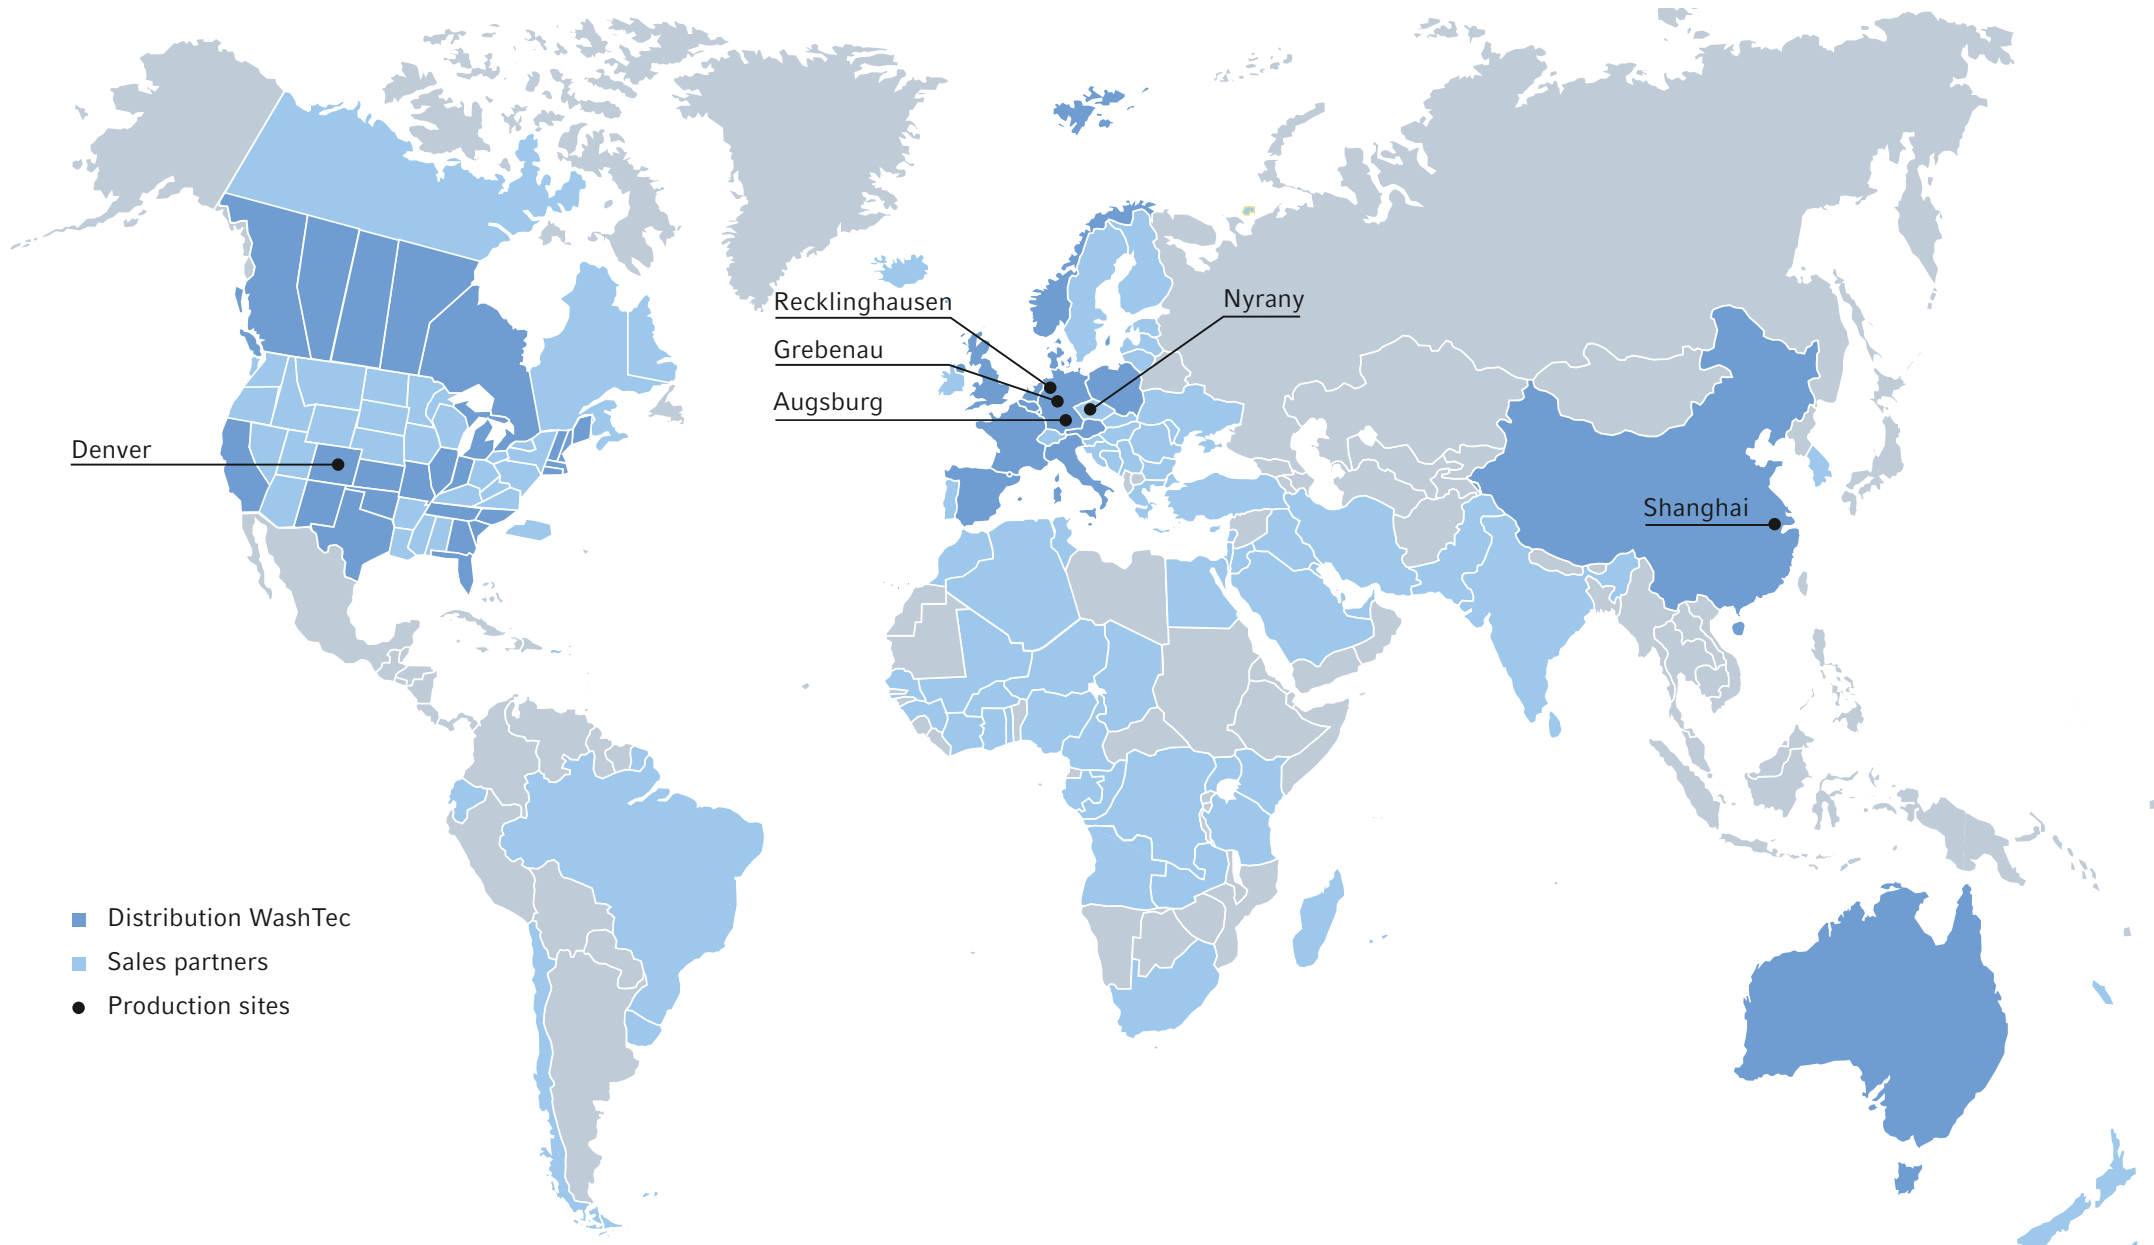 Recklinghausen
Nyrany
Grebenau
Augsburg
Denver
Shanghai
Distribution WashTec
Sales partners
Production sites